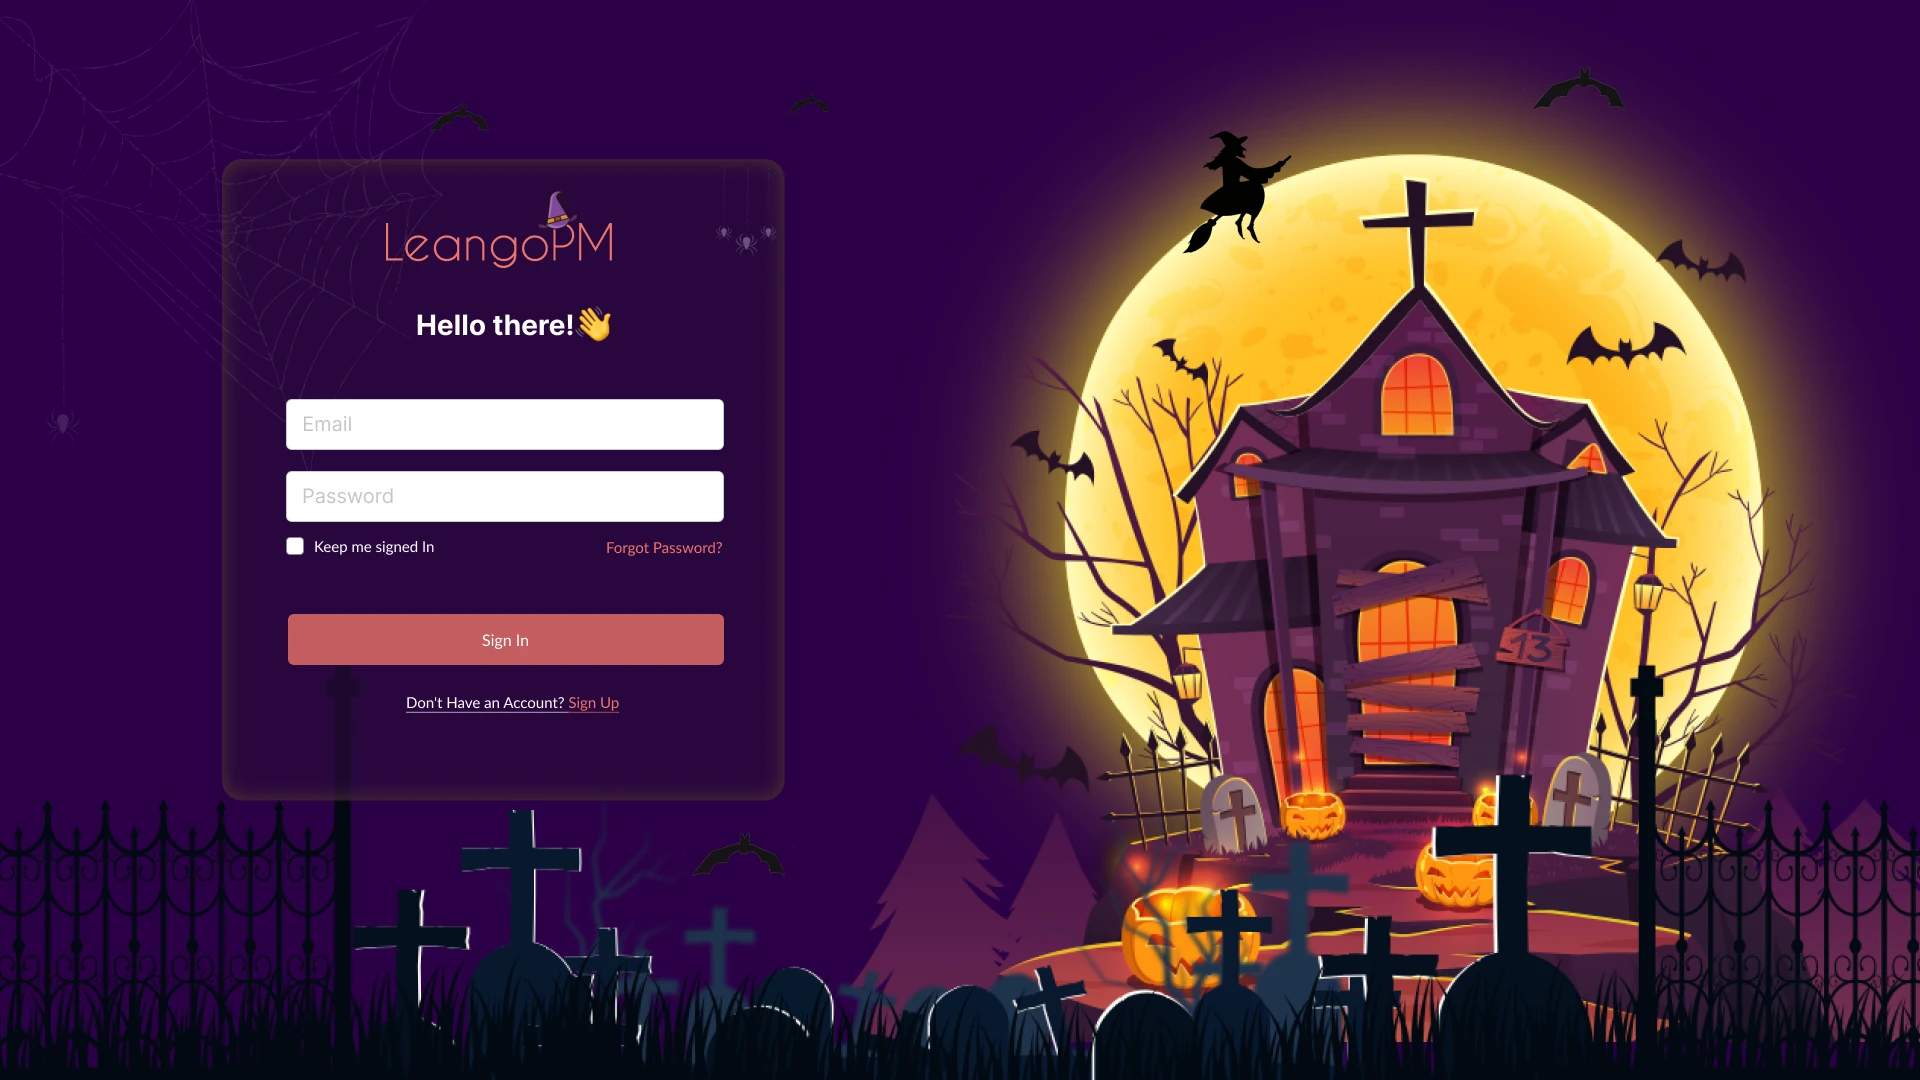 LeangoPM
Hello there!👋
Email
Password
Keep me signed In
Forgot Password?
Sign In
Don't Have an Account? Sign Up
13